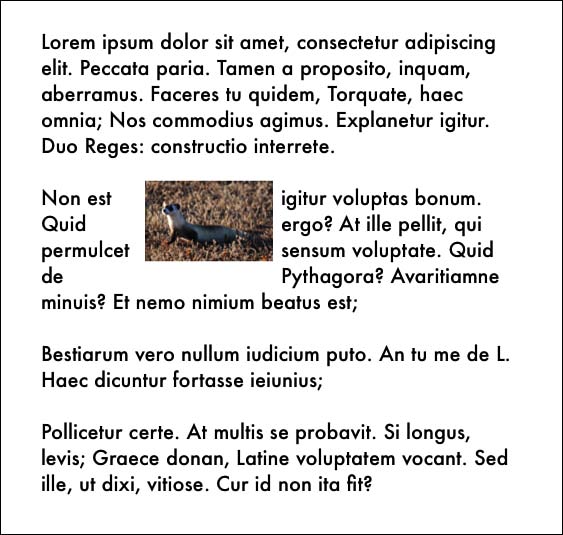 Lorem ipsum dolor sit amet, consectetur adipiscing
elit. Peccata paria. Tamen a proposito, inquam,
aberramus. Faceres tu quidem, Torquate, haec
omnia; Nos commodius agimus. Explanetur igitur.
Duo Reges: constructio interrete.
Non est igitur voluptas bonum.
Quid ergo? At ille pellit, qui
permulcet sensum voluptate. Quid
de Pythagora? Avaritiamne
minuis? Et nemo nimium beatus est;
Bestiarum vero nullum iudicium puto. An tu me de L.
Haec dicuntur fortasse ieiunius;
Pollicetur certe. At multis se probavit. Si longus,
levis; Graece donan, Latine voluptatem vocant. Sed
ille, ut dixi, vitiose. Cur id non ita fit?